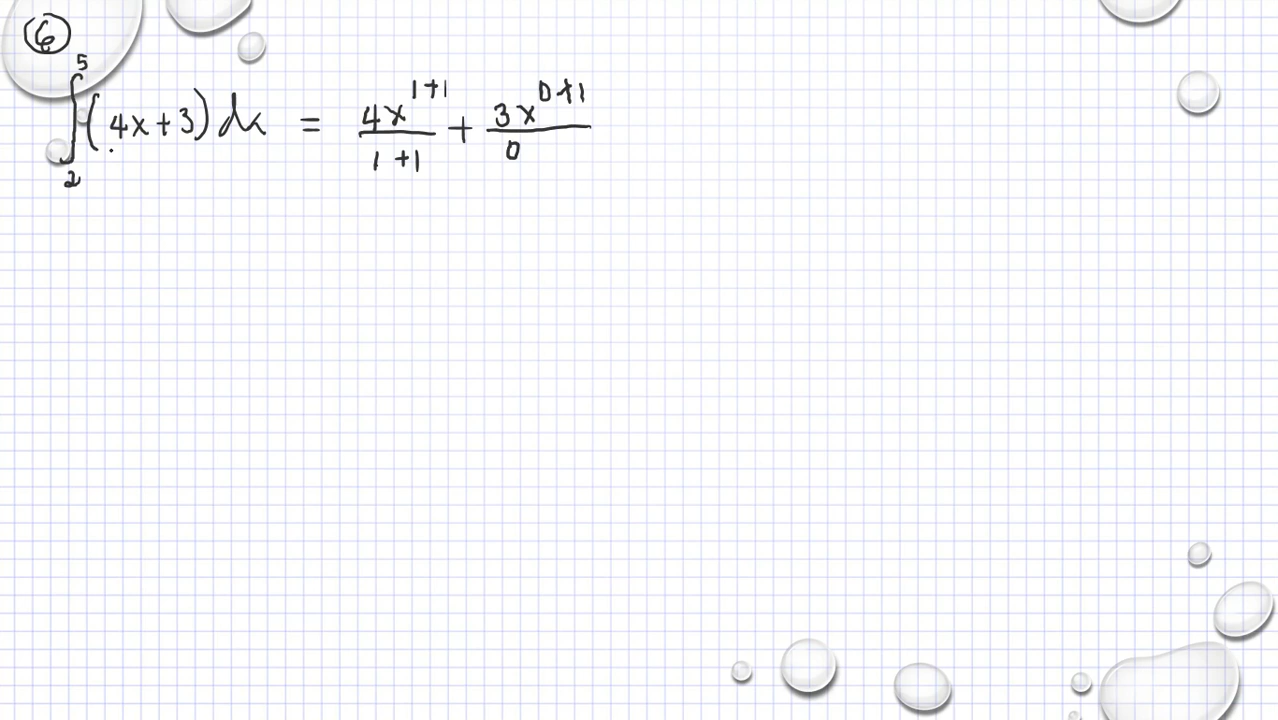 ⑥
∫₂⁵ (4x+3) dx = 4x^(1+1)/(1+1) + 3x^(0+1)/0